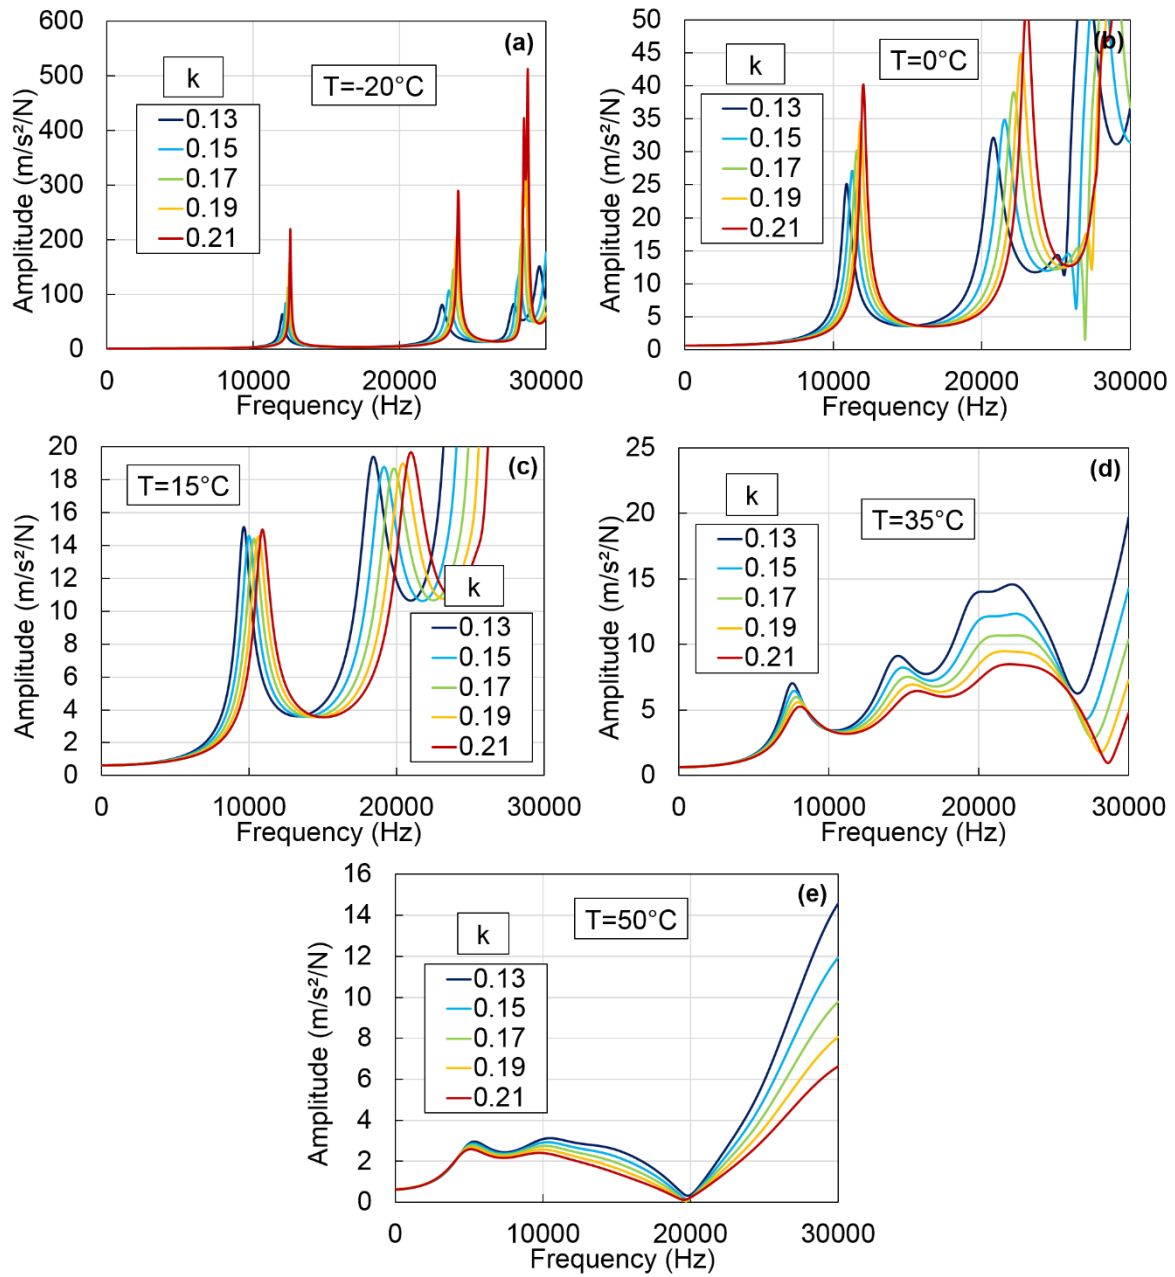 (a)
k
T=-20°C
0.13
0.15
0.17
0.19
0.21
600
500
400
300
200
100
0
0 10000 20000 30000
Amplitude (m/s²/N)
Frequency (Hz)
(b)
k
T=0°C
0.13
0.15
0.17
0.19
0.21
50
45
40
35
30
25
20
15
10
5
0
0 10000 20000 30000
Amplitude (m/s²/N)
Frequency (Hz)
(c)
T=15°C
k
0.13
0.15
0.17
0.19
0.21
20
18
16
14
12
10
8
6
4
2
0
0 10000 20000 30000
Amplitude (m/s²/N)
Frequency (Hz)
(d)
k
T=35°C
0.13
0.15
0.17
0.19
0.21
25
20
15
10
5
0
0 10000 20000 30000
Amplitude (m/s²/N)
Frequency (Hz)
(e)
k
T=50°C
0.13
0.15
0.17
0.19
0.21
16
14
12
10
8
6
4
2
0
0 10000 20000 30000
Amplitude (m/s²/N)
Frequency (Hz)